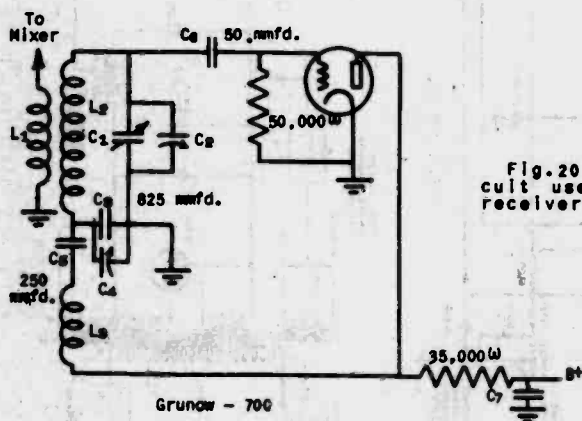 To
Mixer
C₆
50 mmfd.
L₂
L₁
C₁
C₂
50,000ω
Fig.20
cuit use
receiver
825 mmfd.
C₃
C₅
C₄
250
mmfd.
L₃
35,000ω
B+
C₇
Grunow - 700